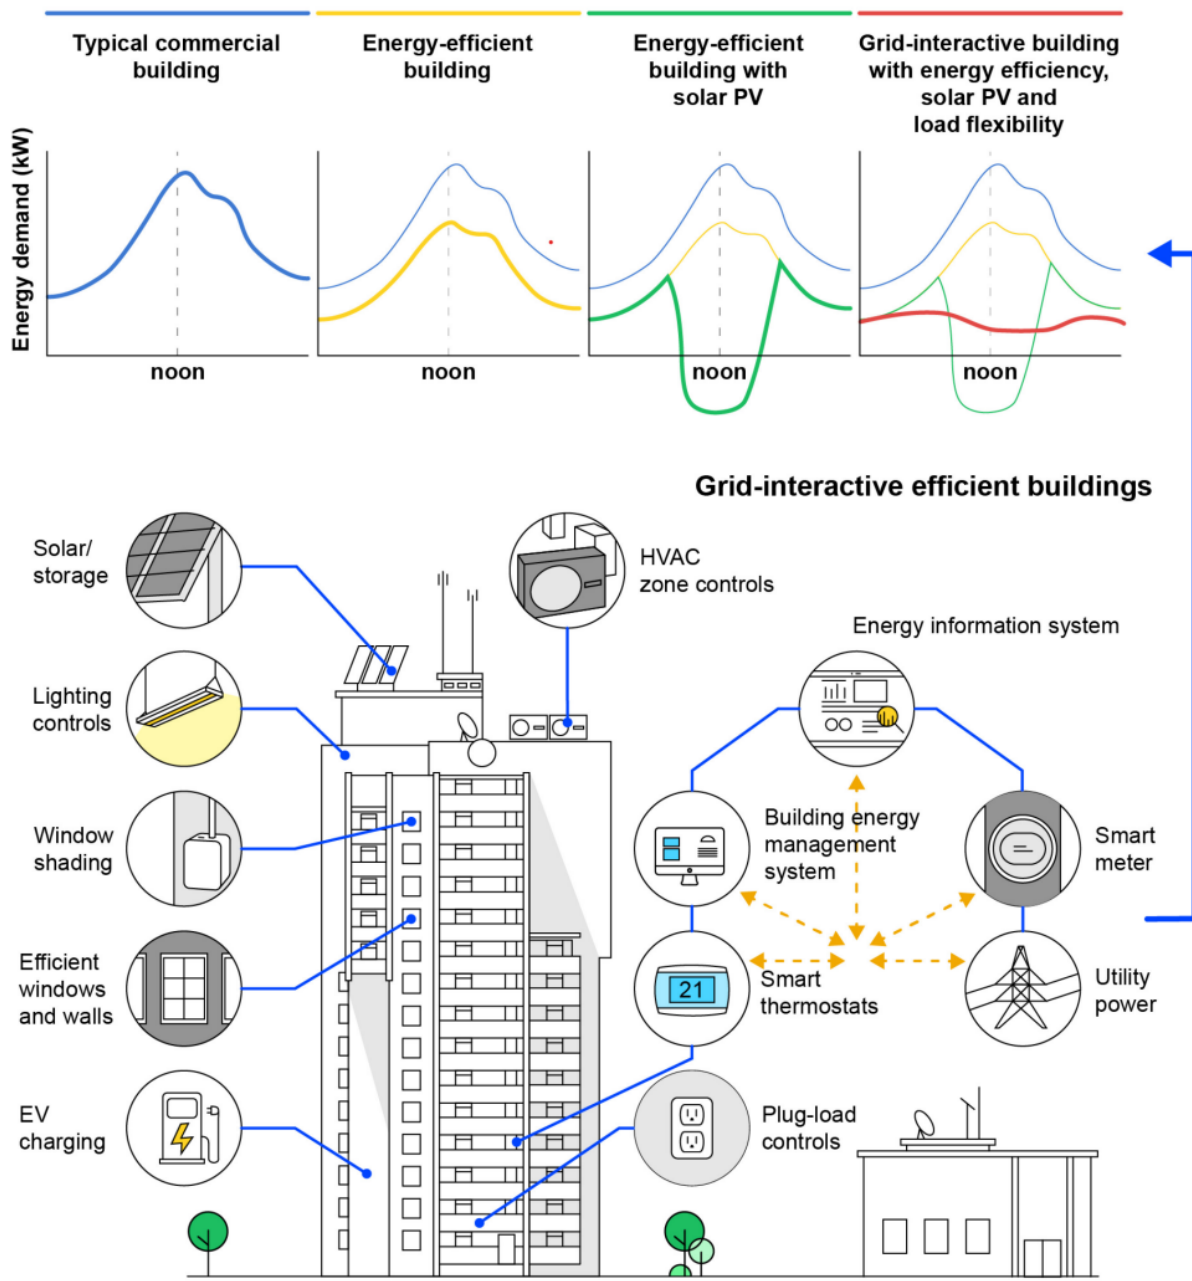 Typical commercial
building
Energy-efficient
building
Energy-efficient
building with
solar PV
Grid-interactive building
with energy efficiency,
solar PV and
load flexibility
Energy demand (kW)
noon
noon
noon
noon
Grid-interactive efficient buildings
Solar/
storage
HVAC
zone controls
Energy information system
Lighting
controls
Window
shading
Building energy
management
system
Smart
meter
Efficient
windows
and walls
21
Smart
thermostats
Utility
power
EV
charging
Plug-load
controls